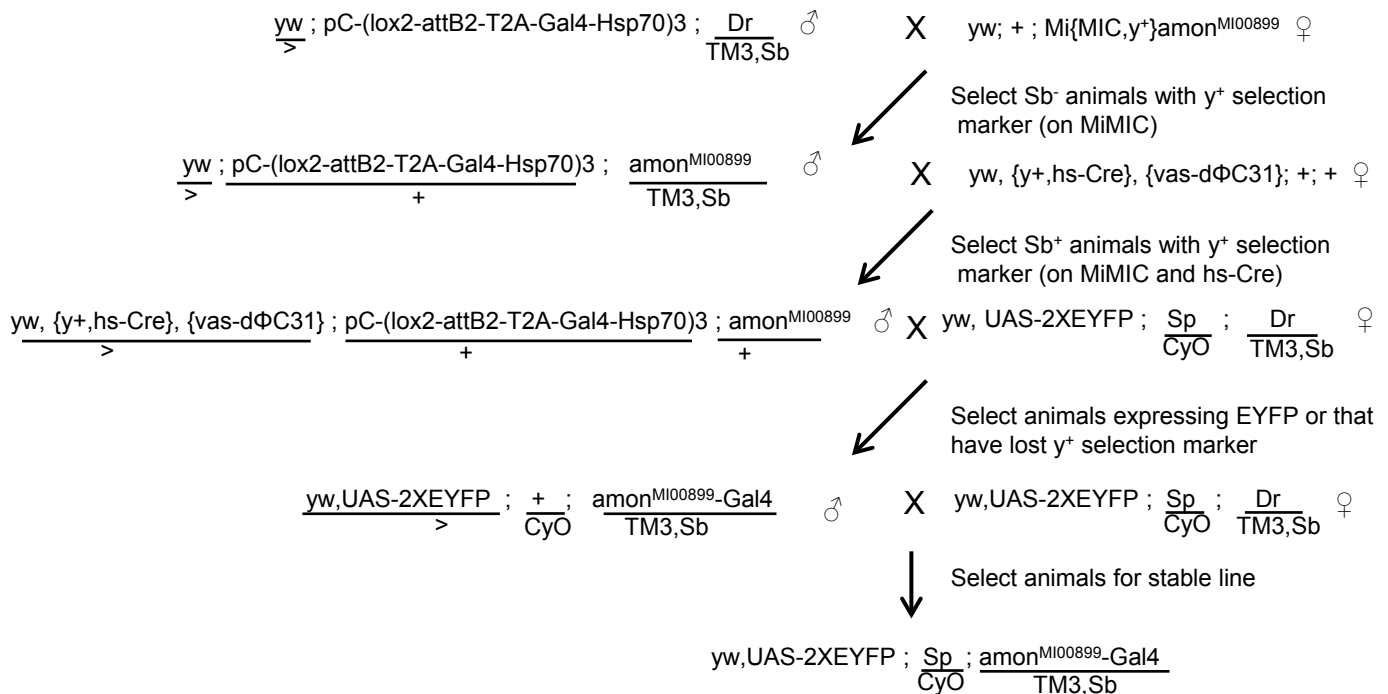 yw ; pC-(lox2-attB2-T2A-Gal4-Hsp70)3 ; Dr ♂ X yw; + ; Mi{MIC,y⁺}amonᴹᴵ⁰⁰⁸⁹⁹ ♀
> TM3,Sb
Select Sb⁻ animals with y⁺ selection
marker (on MiMIC)
yw ; pC-(lox2-attB2-T2A-Gal4-Hsp70)3 ; amonᴹᴵ⁰⁰⁸⁹⁹ ♂ X yw, {y+,hs-Cre}, {vas-dΦC31}; +; + ♀
> + TM3,Sb
Select Sb⁺ animals with y⁺ selection
marker (on MiMIC and hs-Cre)
yw, {y+,hs-Cre}, {vas-dΦC31} ; pC-(lox2-attB2-T2A-Gal4-Hsp70)3 ; amonᴹᴵ⁰⁰⁸⁹⁹ ♂ X yw, UAS-2XEYFP ; Sp ; Dr ♀
> + + CyO TM3,Sb
Select animals expressing EYFP or that
have lost y⁺ selection marker
yw,UAS-2XEYFP ; + ; amonᴹᴵ⁰⁰⁸⁹⁹-Gal4 ♂ X yw,UAS-2XEYFP ; Sp ; Dr ♀
> CyO TM3,Sb CyO TM3,Sb
Select animals for stable line
yw,UAS-2XEYFP ; Sp ; amonᴹᴵ⁰⁰⁸⁹⁹-Gal4
CyO TM3,Sb